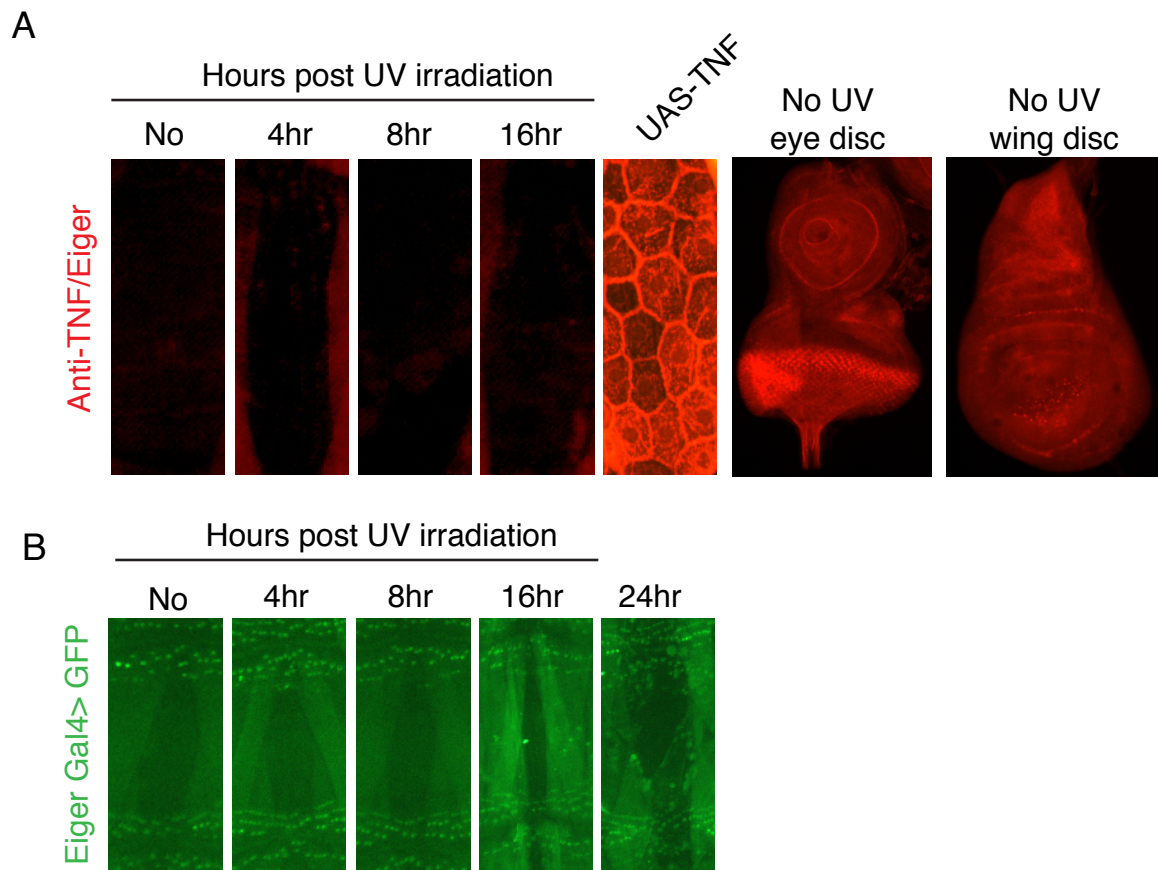 A
Hours post UV irradiation
No 4hr 8hr 16hr
UAS-TNF
No UV
eye disc
No UV
wing disc
Anti-TNF/Eiger
B
Hours post UV irradiation
No 4hr 8hr 16hr 24hr
Eiger Gal4> GFP